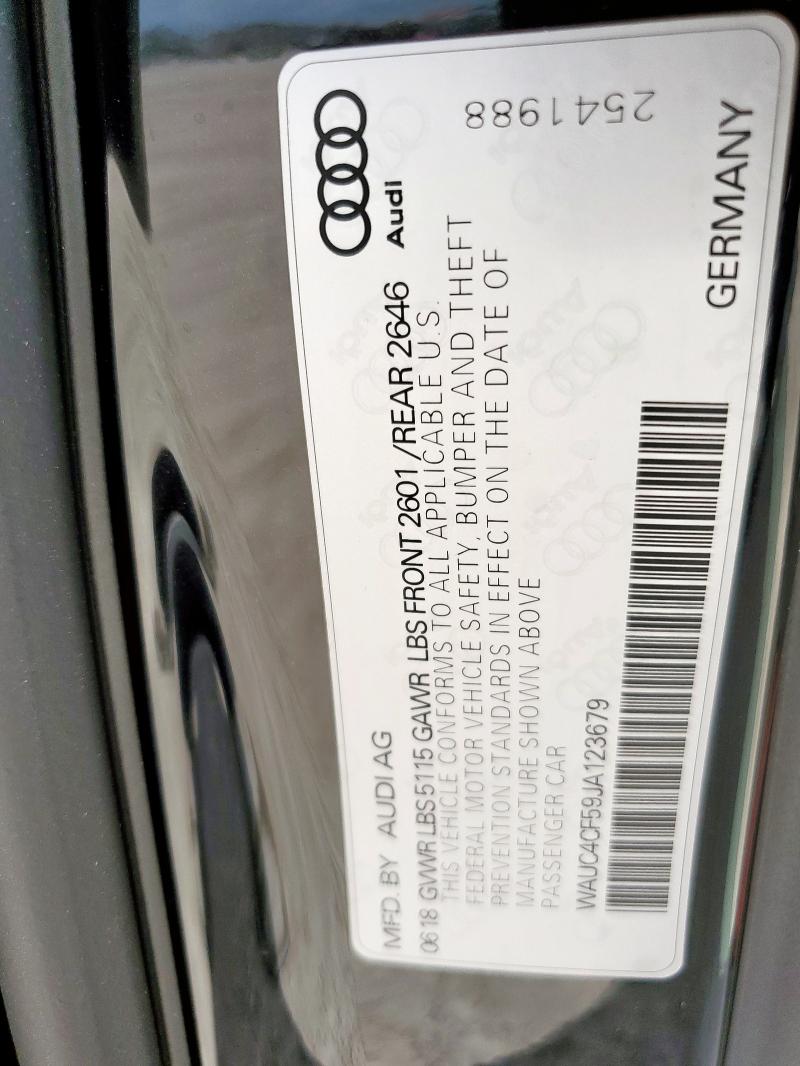 MFD. BY AUDI AG
Audi
06 18 GVWR LBS 5115 GAWR LBS FRONT 2601 /REAR 2646
THIS VEHICLE CONFORMS TO ALL APPLICABLE U.S.
FEDERAL MOTOR VEHICLE SAFETY, BUMPER AND THEFT
PREVENTION STANDARDS IN EFFECT ON THE DATE OF
MANUFACTURE SHOWN ABOVE
PASSENGER CAR
2541988
WAUC4CF59JA123679
GERMANY